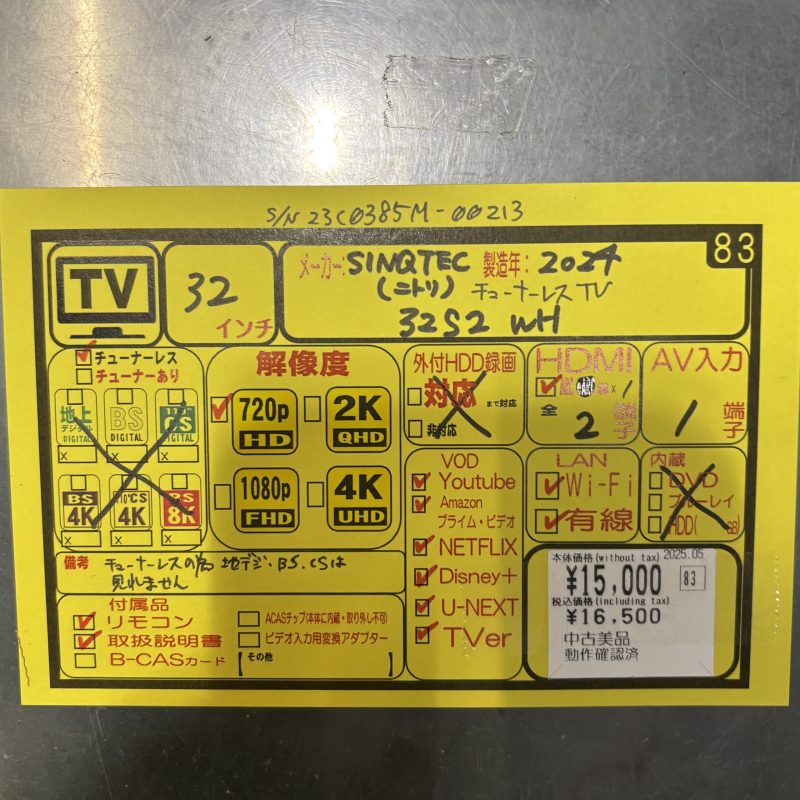 S/N 23C0385M-00213
83
TV
32
インチ
メーカー: SINQTEC 製造年: 2024
(ニトリ) チューナーレスTV
32S2 WH
チューナーレス
チューナーあり
地上
デジタル
DIGITAL
BS
DIGITAL
CS
DIGITAL
x x x
BS
4K
110°CS
4K
BS
8K
x x x
解像度
720p
HD
2K
QHD
1080p
FHD
4K
UHD
外付HDD録画
対応 まで対応
非対応
HDMI
x 1
全 2 端子
AV入力
1 端子
VOD
Youtube
Amazon
プライム・ビデオ
NETFLIX
Disney+
U-NEXT
TVer
LAN
Wi-Fi
有線
内蔵
DVD
ブルーレイ
HDD( GB)
備考 チューナーレスの為 地デジ・BS.CSは
見れません
付属品
リモコン
取扱説明書
B-CASカード
ACASチップ(本体に内蔵・取り外し不可)
ビデオ入力用変換アダプター
【その他 】
本体価格(without tax) 2025.05
¥15,000 83
税込価格(including tax)
¥16,500
中古美品
動作確認済